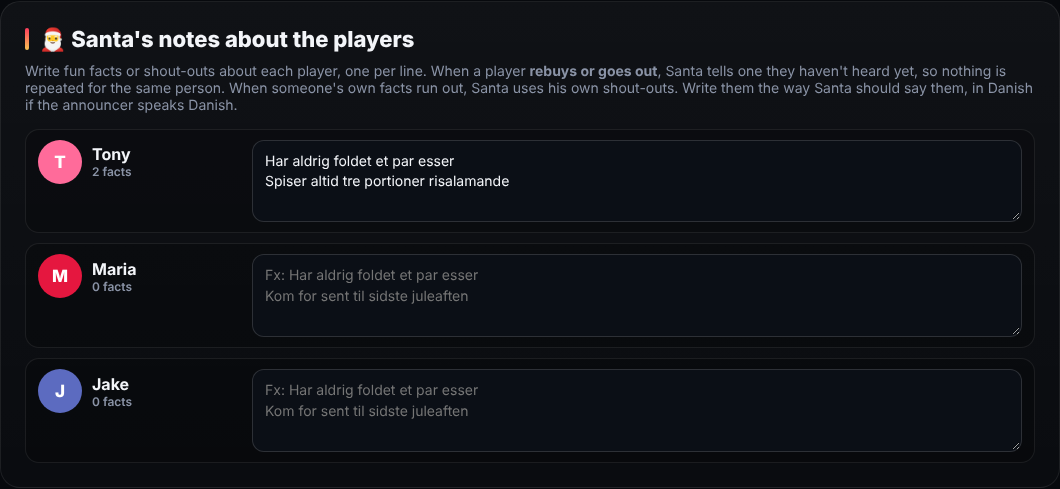 🎅 Santa's notes about the players
Write fun facts or shout-outs about each player, one per line. When a player rebuys or goes out, Santa tells one they haven't heard yet, so nothing is
repeated for the same person. When someone's own facts run out, Santa uses his own shout-outs. Write them the way Santa should say them, in Danish
if the announcer speaks Danish.
T
Tony
2 facts
Har aldrig foldet et par esser
Spiser altid tre portioner risalamande
M
Maria
0 facts
Fx: Har aldrig foldet et par esser
Kom for sent til sidste juleaften
J
Jake
0 facts
Fx: Har aldrig foldet et par esser
Kom for sent til sidste juleaften